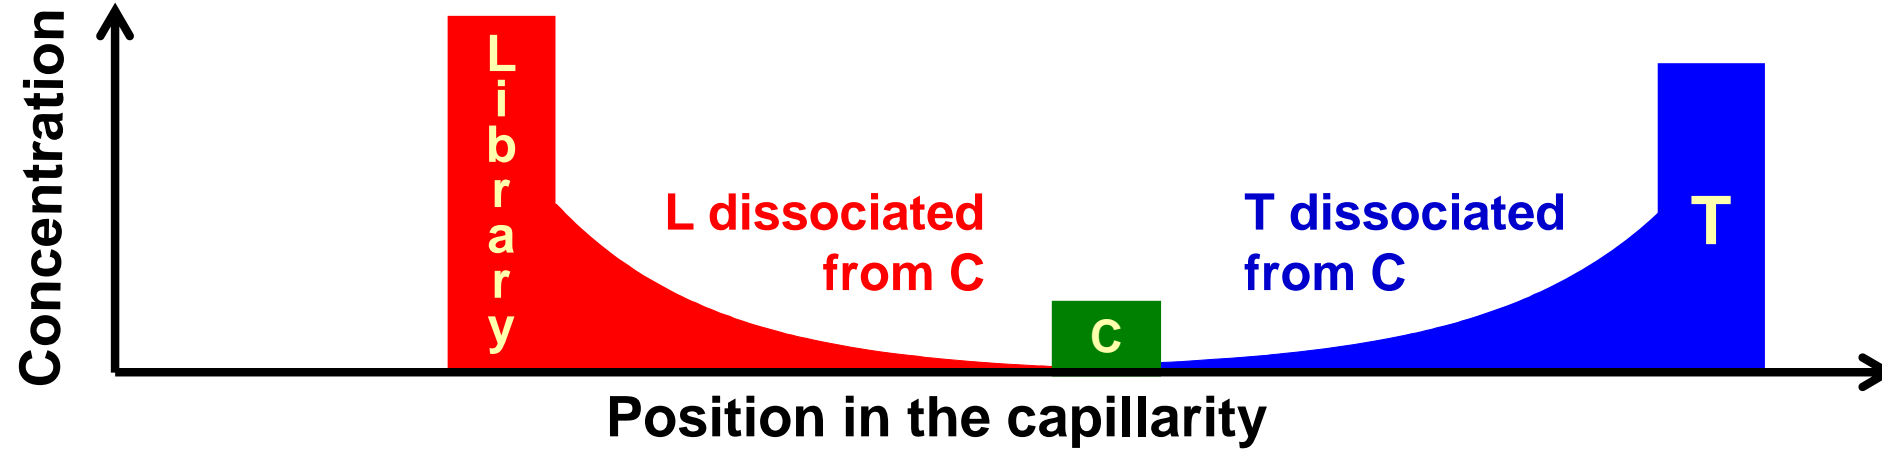 Concentration
Library
L dissociated
from C
C
T dissociated
from C
T
Position in the capillarity